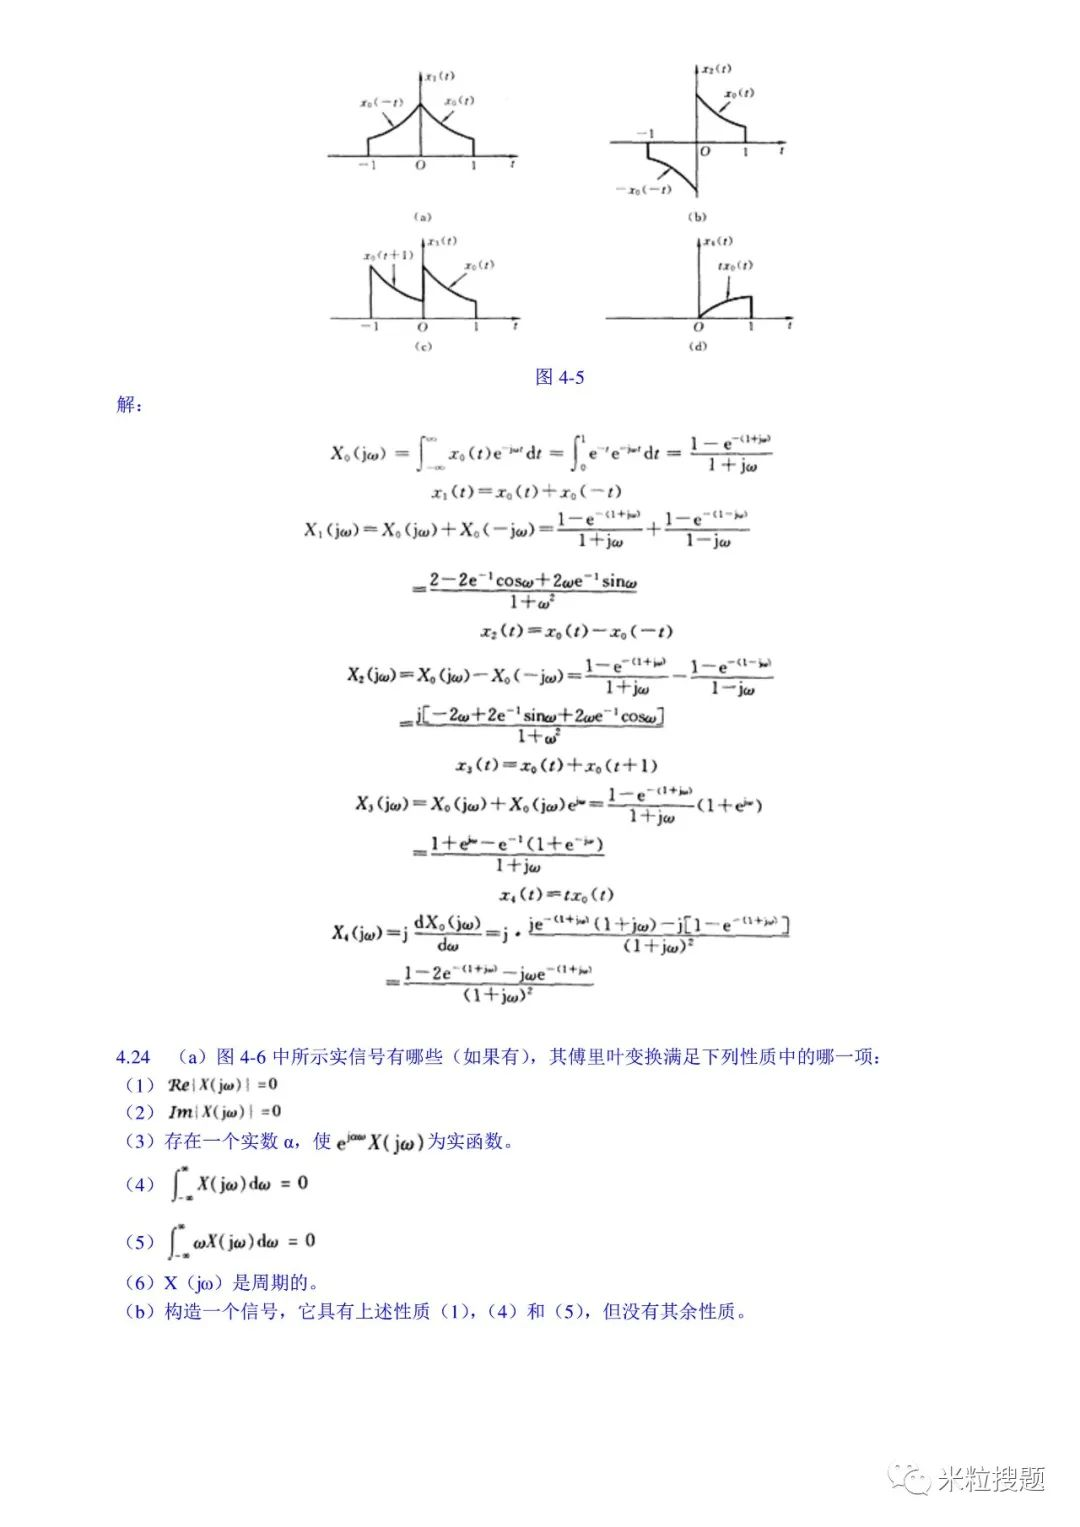 x₁(t)
x₀(-t) x₀(t)
-1 O 1 t
(a)
x₂(t)
x₀(t)
-1 O 1 t
-x₀(-t)
(b)
x₃(t)
x₀(t+1) x₀(t)
-1 O 1 t
(c)
x₄(t)
tx₀(t)
O 1 t
(d)
图 4-5
解：
X₀(jω) = ∫_{-∞}^{∞} x₀(t)e^{-jωt}dt = ∫_0^1 e^{-t}e^{-jωt}dt = \frac{1-e^{-(1+jω)}}{1+jω}
x₁(t)=x₀(t)+x₀(-t)
X₁(jω)=X₀(jω)+X₀(-jω)=\frac{1-e^{-(1+jω)}}{1+jω}+\frac{1-e^{-(1-jω)}}{1-jω}
=\frac{2-2e^{-1}cosω+2ωe^{-1}sinω}{1+ω²}
x₂(t)=x₀(t)-x₀(-t)
X₂(jω)=X₀(jω)-X₀(-jω)=\frac{1-e^{-(1+jω)}}{1+jω}-\frac{1-e^{-(1-jω)}}{1-jω}
=\frac{j[-2ω+2e^{-1}sinω+2ωe^{-1}cosω]}{1+ω²}
x₃(t)=x₀(t)+x₀(t+1)
X₃(jω)=X₀(jω)+X₀(jω)e^{jω}=\frac{1-e^{-(1+jω)}}{1+jω}(1+e^{jω})
=\frac{1+e^{jω}-e^{-1}(1+e^{-jω})}{1+jω}
x₄(t)=tx₀(t)
X₄(jω)=j\frac{dX₀(jω)}{dω}=j·\frac{je^{-(1+jω)}(1+jω)-j[1-e^{-(1+jω)}]}{(1+jω)²}
=\frac{1-2e^{-(1+jω)}-jωe^{-(1+jω)}}{(1+jω)²}
4.24 （a）图 4-6 中所示实信号有哪些（如果有），其傅里叶变换满足下列性质中的哪一项：
（1）Re{X(jω)}=0
（2）Im{X(jω)}=0
（3）存在一个实数 α，使 e^{jαω}X(jω)为实函数。
（4）∫_{-∞}^{∞} X(jω)dω = 0
（5）∫_{-∞}^{∞} ωX(jω)dω = 0
（6）X（jω）是周期的。
（b）构造一个信号，它具有上述性质（1），（4）和（5），但没有其余性质。
米粒搜题